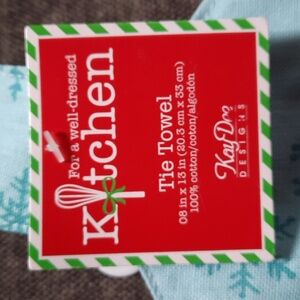 For a well-dressed
Kitchen
Tie Towel
08 in x 13 in (20.3 cm x 33 cm)
100% cotton/coton/algodón
Kay Dee
DESIGNS